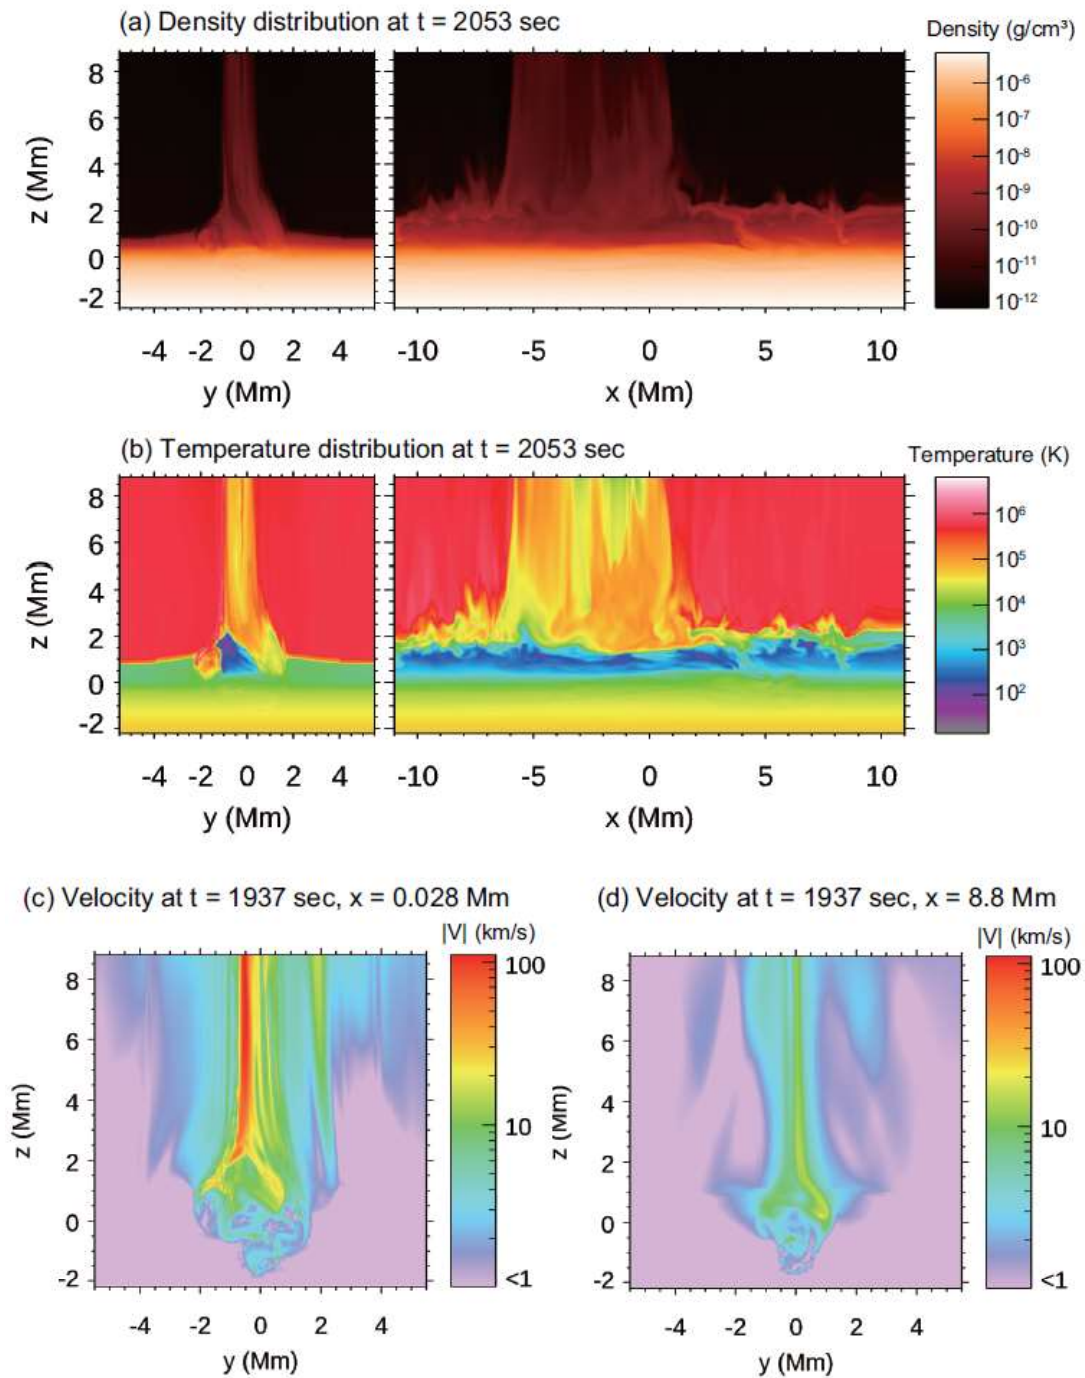 (a) Density distribution at t = 2053 sec
Density (g/cm³)
z (Mm)
8
6
4
2
0
-2
10⁻⁶
10⁻⁷
10⁻⁸
10⁻⁹
10⁻¹⁰
10⁻¹¹
10⁻¹²
-4 -2 0 2 4
-10 -5 0 5 10
y (Mm)
x (Mm)
(b) Temperature distribution at t = 2053 sec
Temperature (K)
z (Mm)
8
6
4
2
0
-2
10⁶
10⁵
10⁴
10³
10²
-4 -2 0 2 4
-10 -5 0 5 10
y (Mm)
x (Mm)
(c) Velocity at t = 1937 sec, x = 0.028 Mm
|V| (km/s)
z (Mm)
8
6
4
2
0
-2
100
10
<1
-4 -2 0 2 4
y (Mm)
(d) Velocity at t = 1937 sec, x = 8.8 Mm
|V| (km/s)
z (Mm)
8
6
4
2
0
-2
100
10
<1
-4 -2 0 2 4
y (Mm)